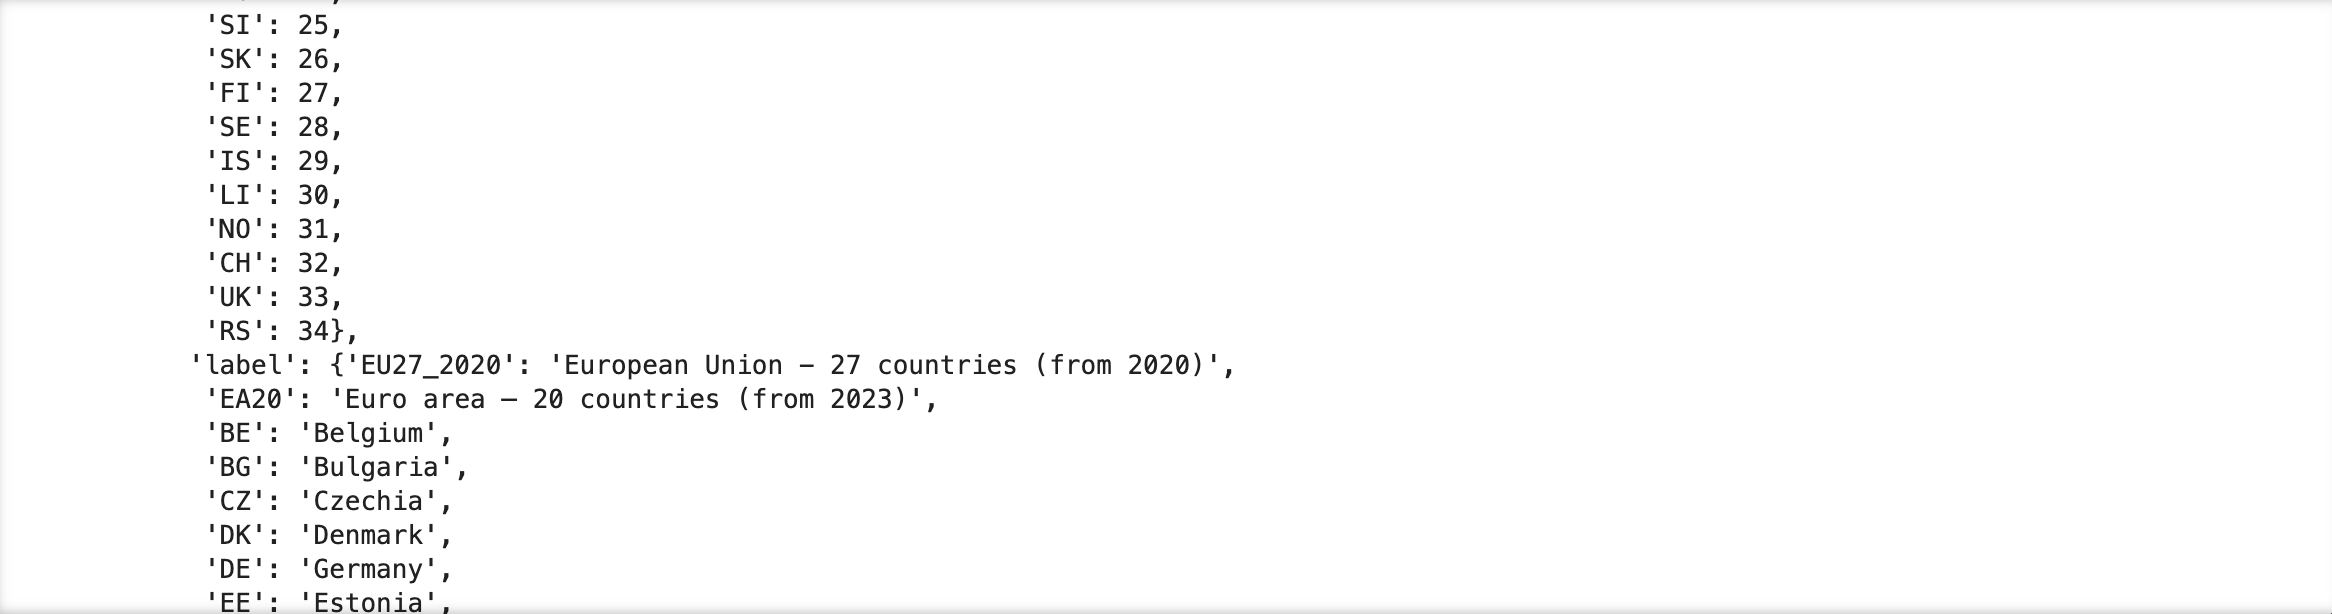 'SI': 25,
'SK': 26,
'FI': 27,
'SE': 28,
'IS': 29,
'LI': 30,
'NO': 31,
'CH': 32,
'UK': 33,
'RS': 34},
'label': {'EU27_2020': 'European Union - 27 countries (from 2020)',
'EA20': 'Euro area – 20 countries (from 2023)',
'BE': 'Belgium',
'BG': 'Bulgaria',
'CZ': 'Czechia',
'DK': 'Denmark',
'DE': 'Germany',
'EE': 'Estonia',